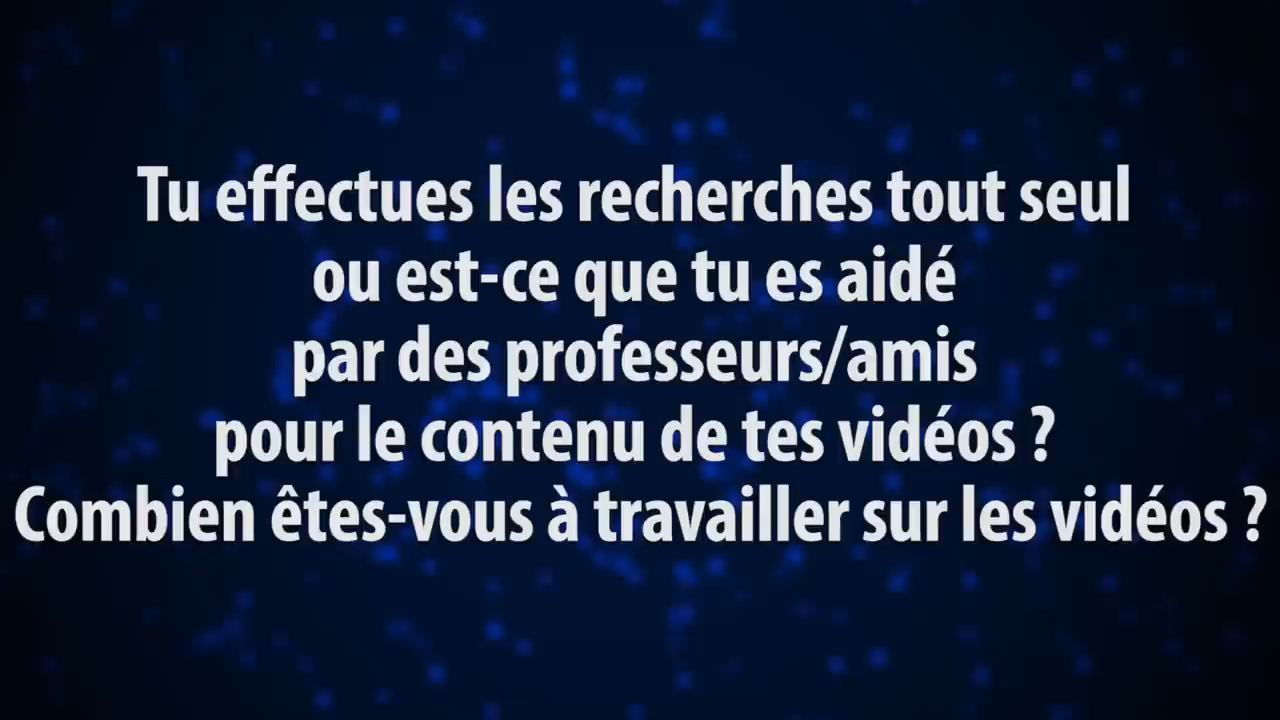 Tu effectues les recherches tout seul
ou est-ce que tu es aidé
par des professeurs/amis
pour le contenu de tes vidéos ?
Combien êtes-vous à travailler sur les vidéos ?